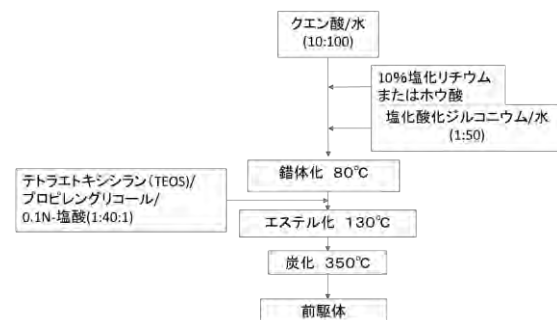 クエン酸/水
(10:100)
10%塩化リチウム
またはホウ酸
塩化酸化ジルコニウム/水
(1:50)
錯体化 80℃
テトラエトキシシラン(TEOS)/
プロピレングリコール/
0.1N-塩酸(1:40:1)
エステル化 130℃
炭化 350℃
前駆体